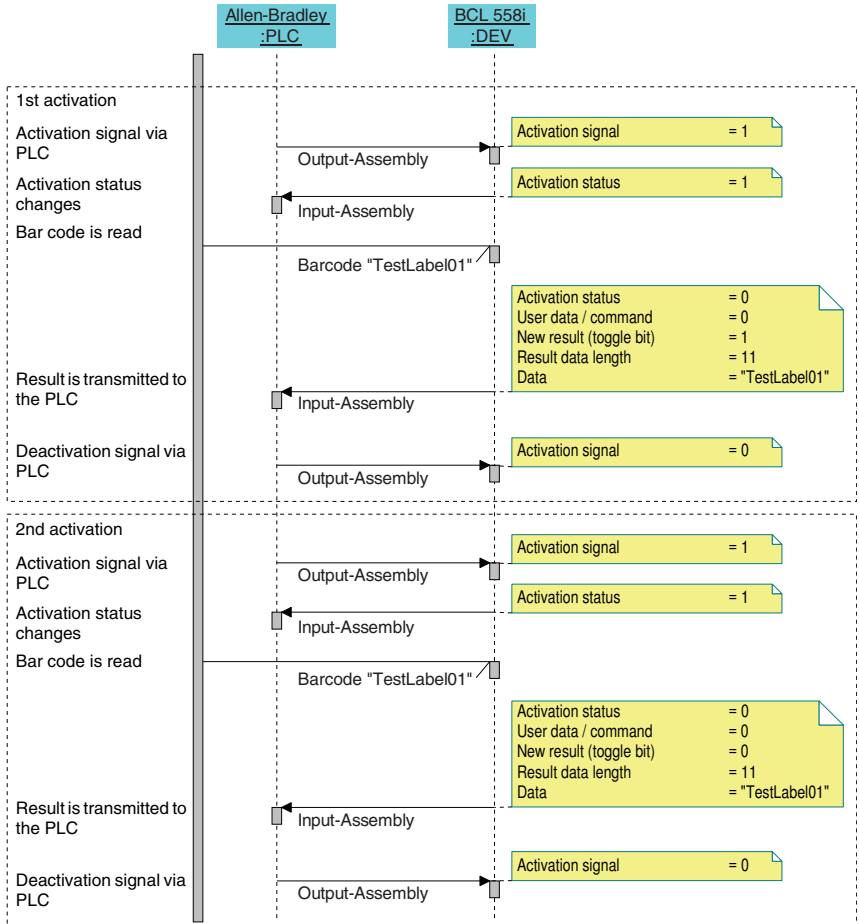 Allen-Bradley
:PLC
BCL 558i
:DEV
1st activation
Activation signal via
PLC
Output-Assembly
Activation signal = 1
Activation status
changes
Input-Assembly
Activation status = 1
Bar code is read
Barcode "TestLabel01"
Activation status = 0
User data / command = 0
New result (toggle bit) = 1
Result data length = 11
Data = "TestLabel01"
Result is transmitted to
the PLC
Input-Assembly
Deactivation signal via
PLC
Output-Assembly
Activation signal = 0
2nd activation
Activation signal via
PLC
Output-Assembly
Activation signal = 1
Activation status
changes
Input-Assembly
Activation status = 1
Bar code is read
Barcode "TestLabel01"
Activation status = 0
User data / command = 0
New result (toggle bit) = 0
Result data length = 11
Data = "TestLabel01"
Result is transmitted to
the PLC
Input-Assembly
Deactivation signal via
PLC
Output-Assembly
Activation signal = 0